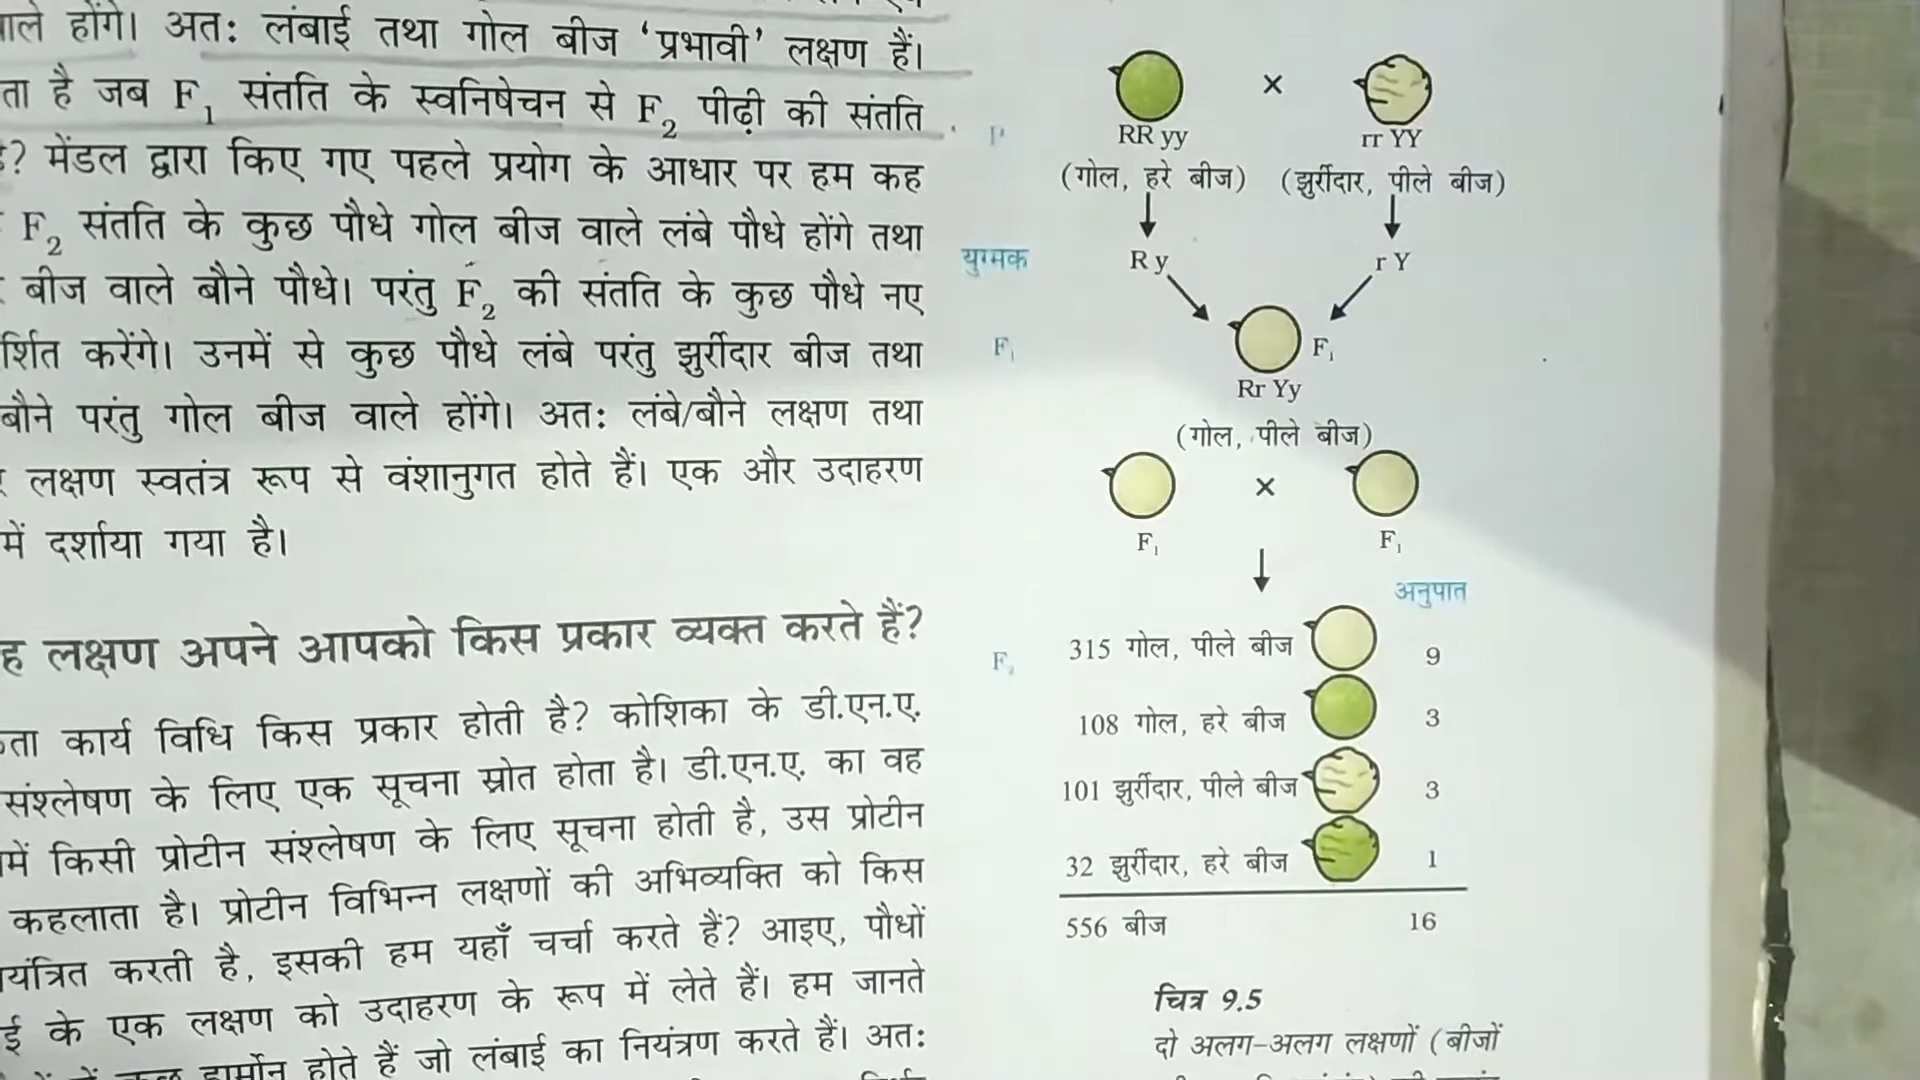 होंगे। अतः लंबाई तथा गोल बीज ‘प्रभावी’ लक्षण हैं।
है जब F₁ संतति के स्वनिषेचन से F₂ पीढ़ी की संतति
मेंडल द्वारा किए गए पहले प्रयोग के आधार पर हम कह
F₂ संतति के कुछ पौधे गोल बीज वाले लंबे पौधे होंगे तथा
बीज वाले बौने पौधे। परंतु F₂ की संतति के कुछ पौधे नए
करेंगे। उनमें से कुछ पौधे लंबे परंतु झुर्रीदार बीज तथा
बौने परंतु गोल बीज वाले होंगे। अतः लंबे/बौने लक्षण तथा
लक्षण स्वतंत्र रूप से वंशानुगत होते हैं। एक और उदाहरण
में दर्शाया गया है।
लक्षण अपने आपको किस प्रकार व्यक्त करते हैं?
कार्य विधि किस प्रकार होती है? कोशिका के डी.एन.ए.
संश्लेषण के लिए एक सूचना स्रोत होता है। डी.एन.ए. का वह
किसी प्रोटीन संश्लेषण के लिए सूचना होती है, उस प्रोटीन
कहलाता है। प्रोटीन विभिन्न लक्षणों की अभिव्यक्ति को किस
करती है, इसकी हम यहाँ चर्चा करते हैं? आइए, पौधों
के एक लक्षण को उदाहरण के रूप में लेते हैं। हम जानते
होते हैं जो लंबाई का नियंत्रण करते हैं। अतः
P
RR yy × rr YY
(गोल, हरे बीज) (झुर्रीदार, पीले बीज)
युग्मक R y r Y
F₁ F₁
Rr Yy
(गोल, पीले बीज)
×
F₁ F₁
अनुपात
F₂ 315 गोल, पीले बीज 9
108 गोल, हरे बीज 3
101 झुर्रीदार, पीले बीज 3
32 झुर्रीदार, हरे बीज 1
556 बीज 16
चित्र 9.5
दो अलग-अलग लक्षणों (बीजों